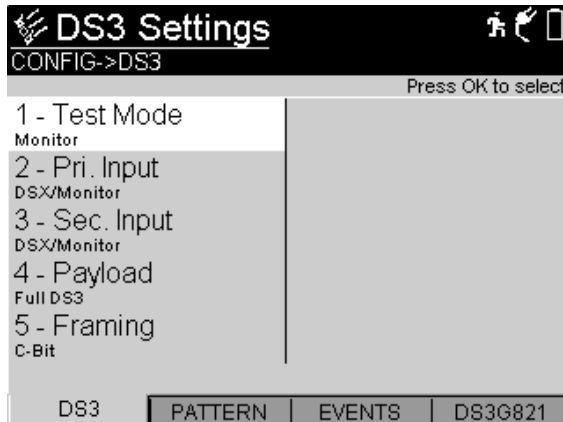 DS3 Settings
CONFIG->DS3
Press OK to select
1 - Test Mode
Monitor
2 - Pri. Input
DSX/Monitor
3 - Sec. Input
DSX/Monitor
4 - Payload
Full DS3
5 - Framing
C-Bit
DS3 PATTERN EVENTS DS3G821